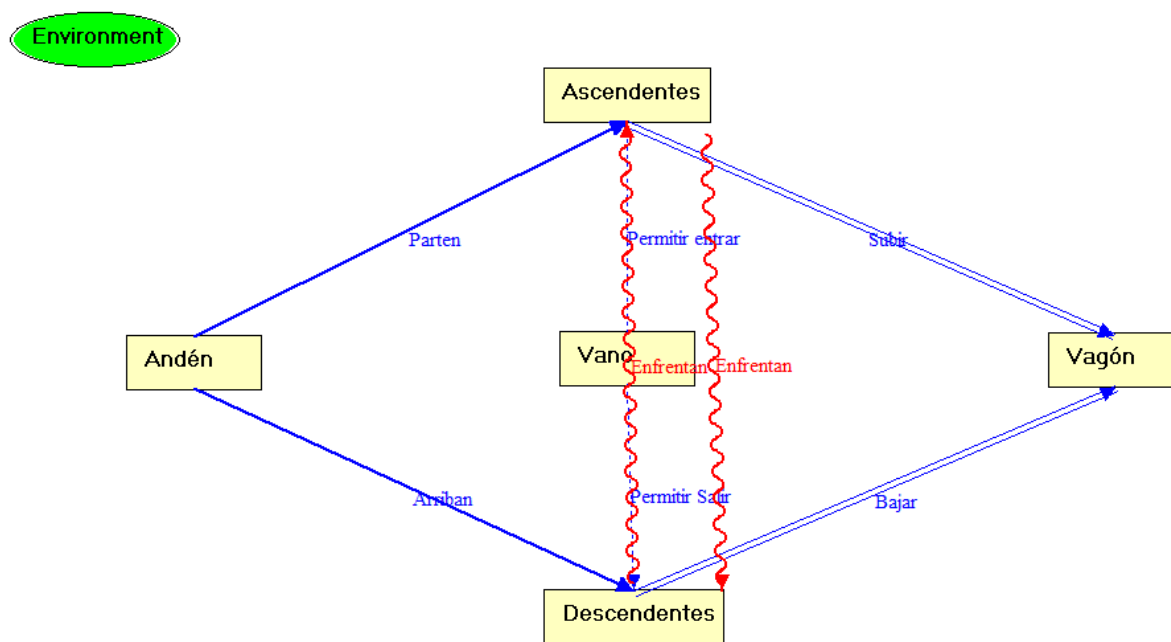 Environment
Ascendentes
Parten
Permitir entrar
Subir
Andén
Vano
Vagón
Enfrentan
Enfrentan
Arriban
Permitir Salir
Bajar
Descendentes